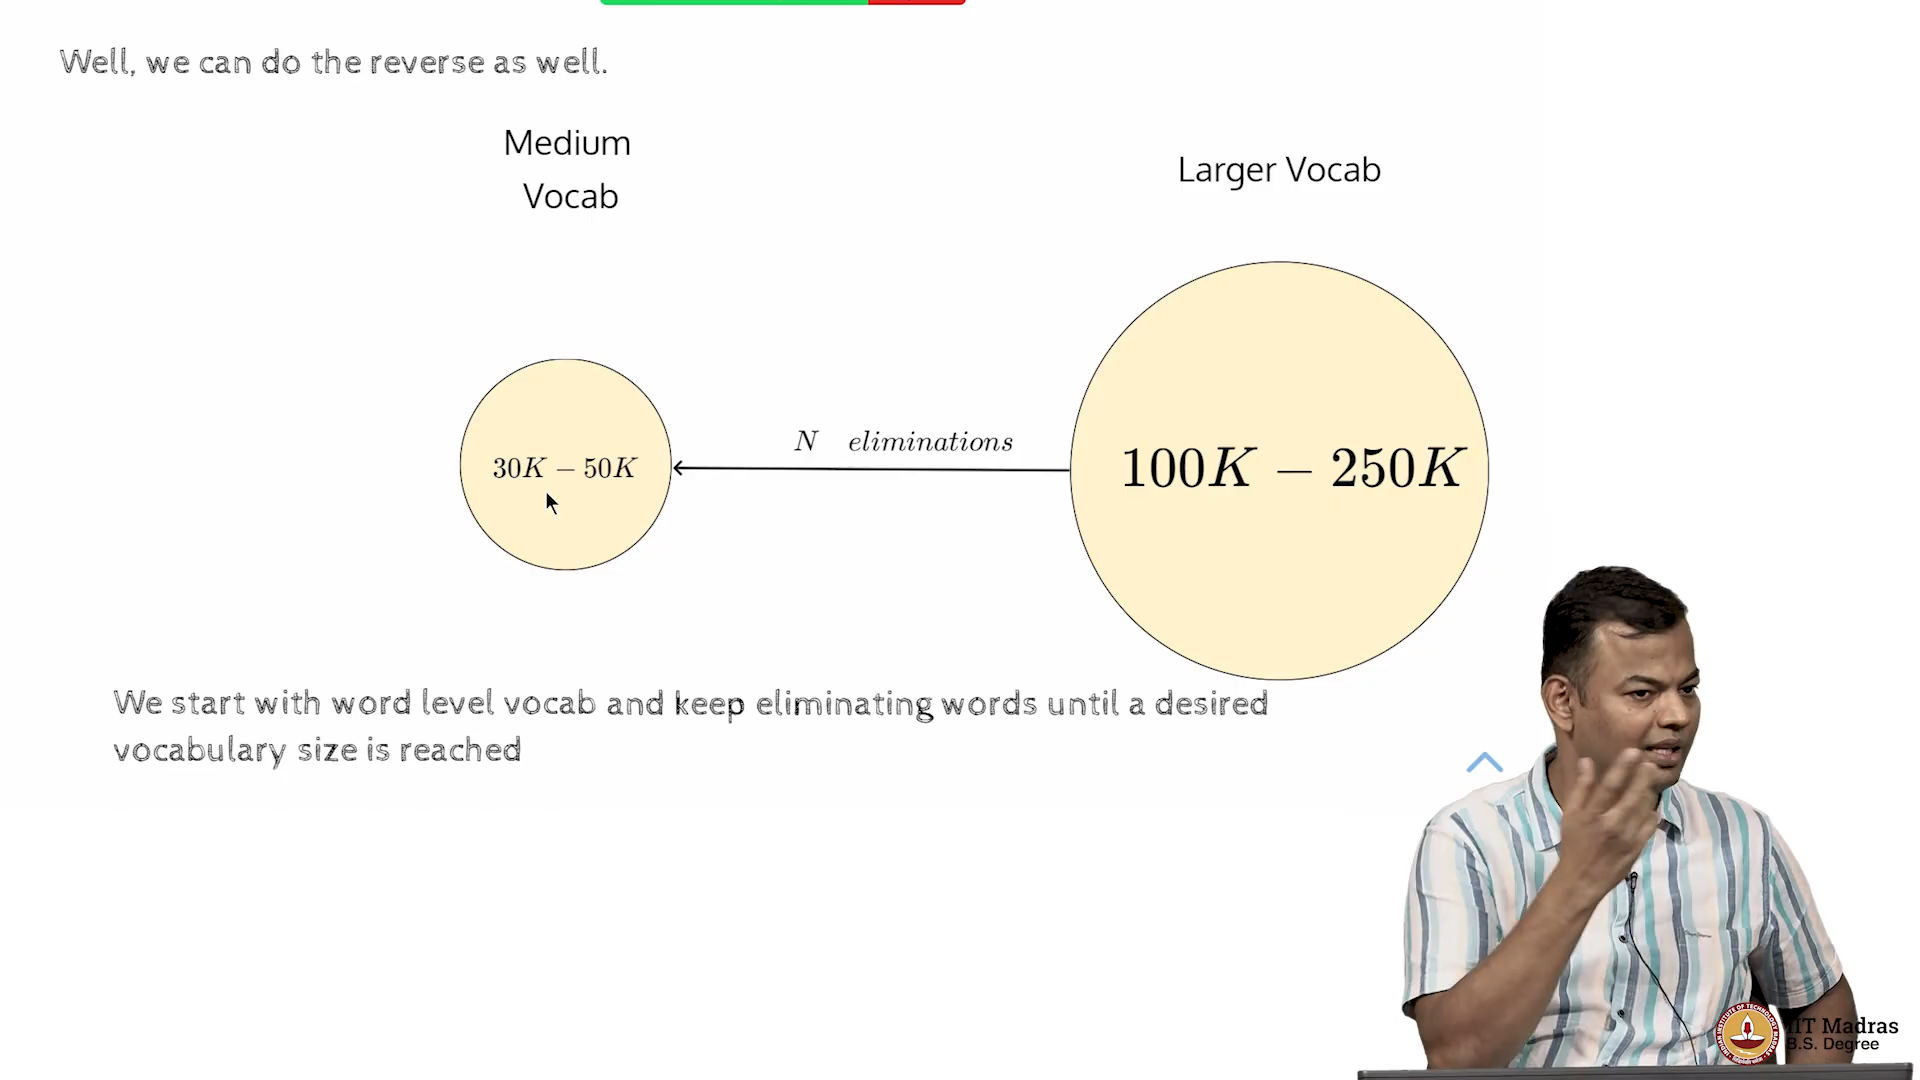 Well, we can do the reverse as well.
Medium
Vocab
Larger Vocab
N eliminations
30K – 50K
100K – 250K
We start with word level vocab and keep eliminating words until a desired
vocabulary size is reached
IIT Madras
B.S. Degree